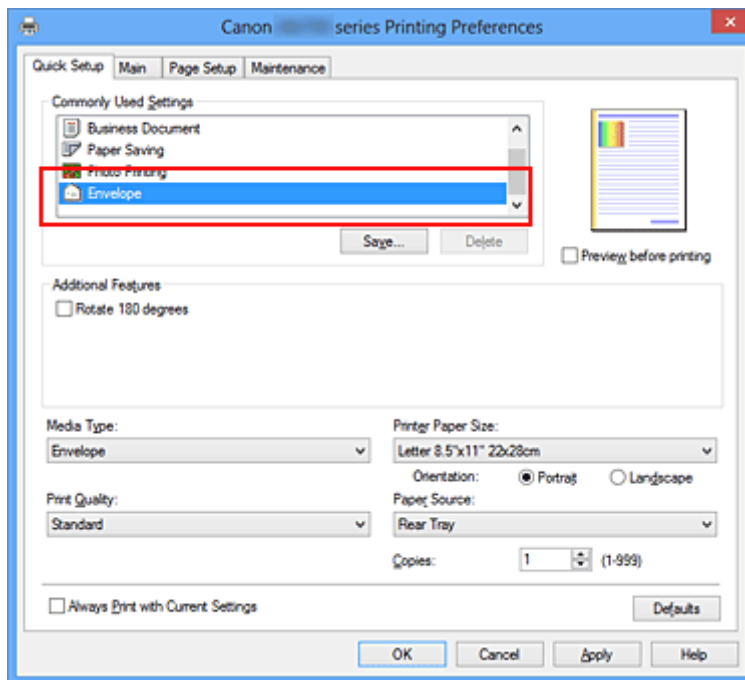 Canon series Printing Preferences
Quick Setup Main Page Setup Maintenance
Commonly Used Settings
Business Document
Paper Saving
Photo Printing
Envelope
Save... Delete
Preview before printing
Additional Features
Rotate 180 degrees
Media Type:
Envelope
Printer Paper Size:
Letter 8.5"x11" 22x28cm
Orientation: Portrait Landscape
Print Quality:
Standard
Paper Source:
Rear Tray
Copies: 1 (1-999)
Always Print with Current Settings
Defaults
OK Cancel Apply Help